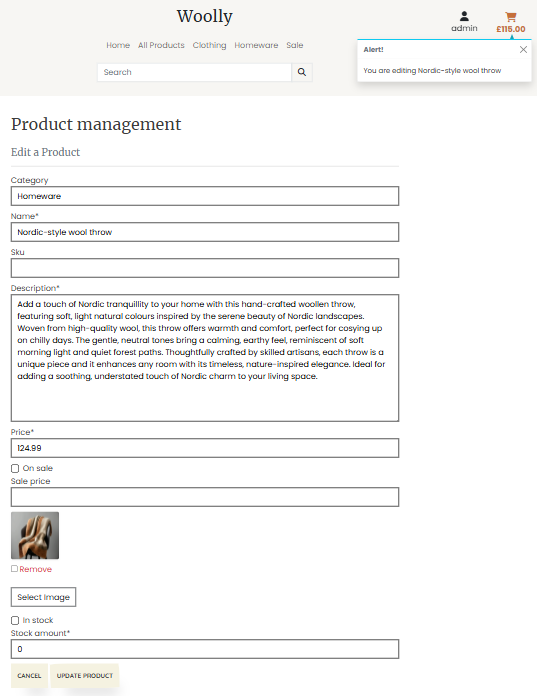 Woolly
admin
£115.00
Home All Products Clothing Homeware Sale
Search
Alert!
You are editing Nordic-style wool throw
Product management
Edit a Product
Category
Homeware
Name*
Nordic-style wool throw
Sku
Description*
Add a touch of Nordic tranquillity to your home with this hand-crafted woollen throw,
featuring soft, light natural colours inspired by the serene beauty of Nordic landscapes.
Woven from high-quality wool, this throw offers warmth and comfort, perfect for cosying up
on chilly days. The gentle, neutral tones bring a calming, earthy feel, reminiscent of soft
morning light and quiet forest paths. Thoughtfully crafted by skilled artisans, each throw is a
unique piece and it enhances any room with its timeless, nature-inspired elegance. Ideal for
adding a soothing, understated touch of Nordic charm to your living space.
Price*
124.99
On sale
Sale price
Remove
Select Image
In stock
Stock amount*
0
CANCEL UPDATE PRODUCT